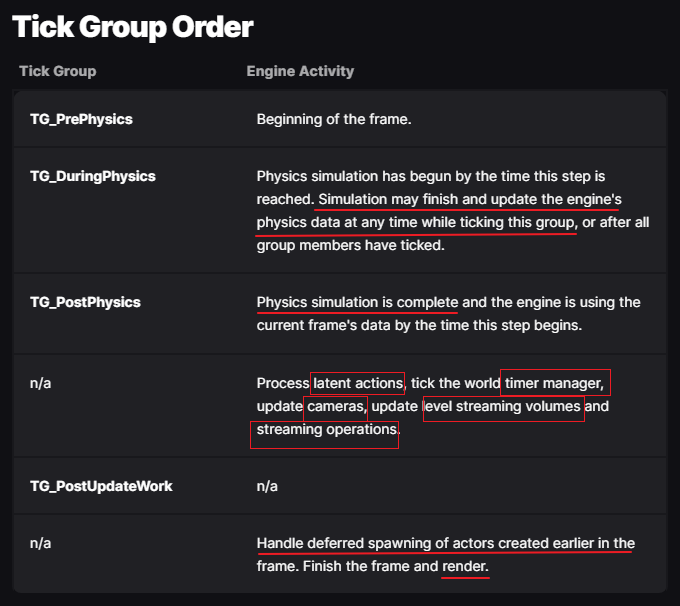 Tick Group Order
Tick Group Engine Activity
TG_PrePhysics Beginning of the frame.
TG_DuringPhysics Physics simulation has begun by the time this step is
reached. Simulation may finish and update the engine's
physics data at any time while ticking this group, or after all
group members have ticked.
TG_PostPhysics Physics simulation is complete and the engine is using the
current frame's data by the time this step begins.
n/a Process latent actions, tick the world timer manager,
update cameras, update level streaming volumes and
streaming operations.
TG_PostUpdateWork n/a
n/a Handle deferred spawning of actors created earlier in the
frame. Finish the frame and render.